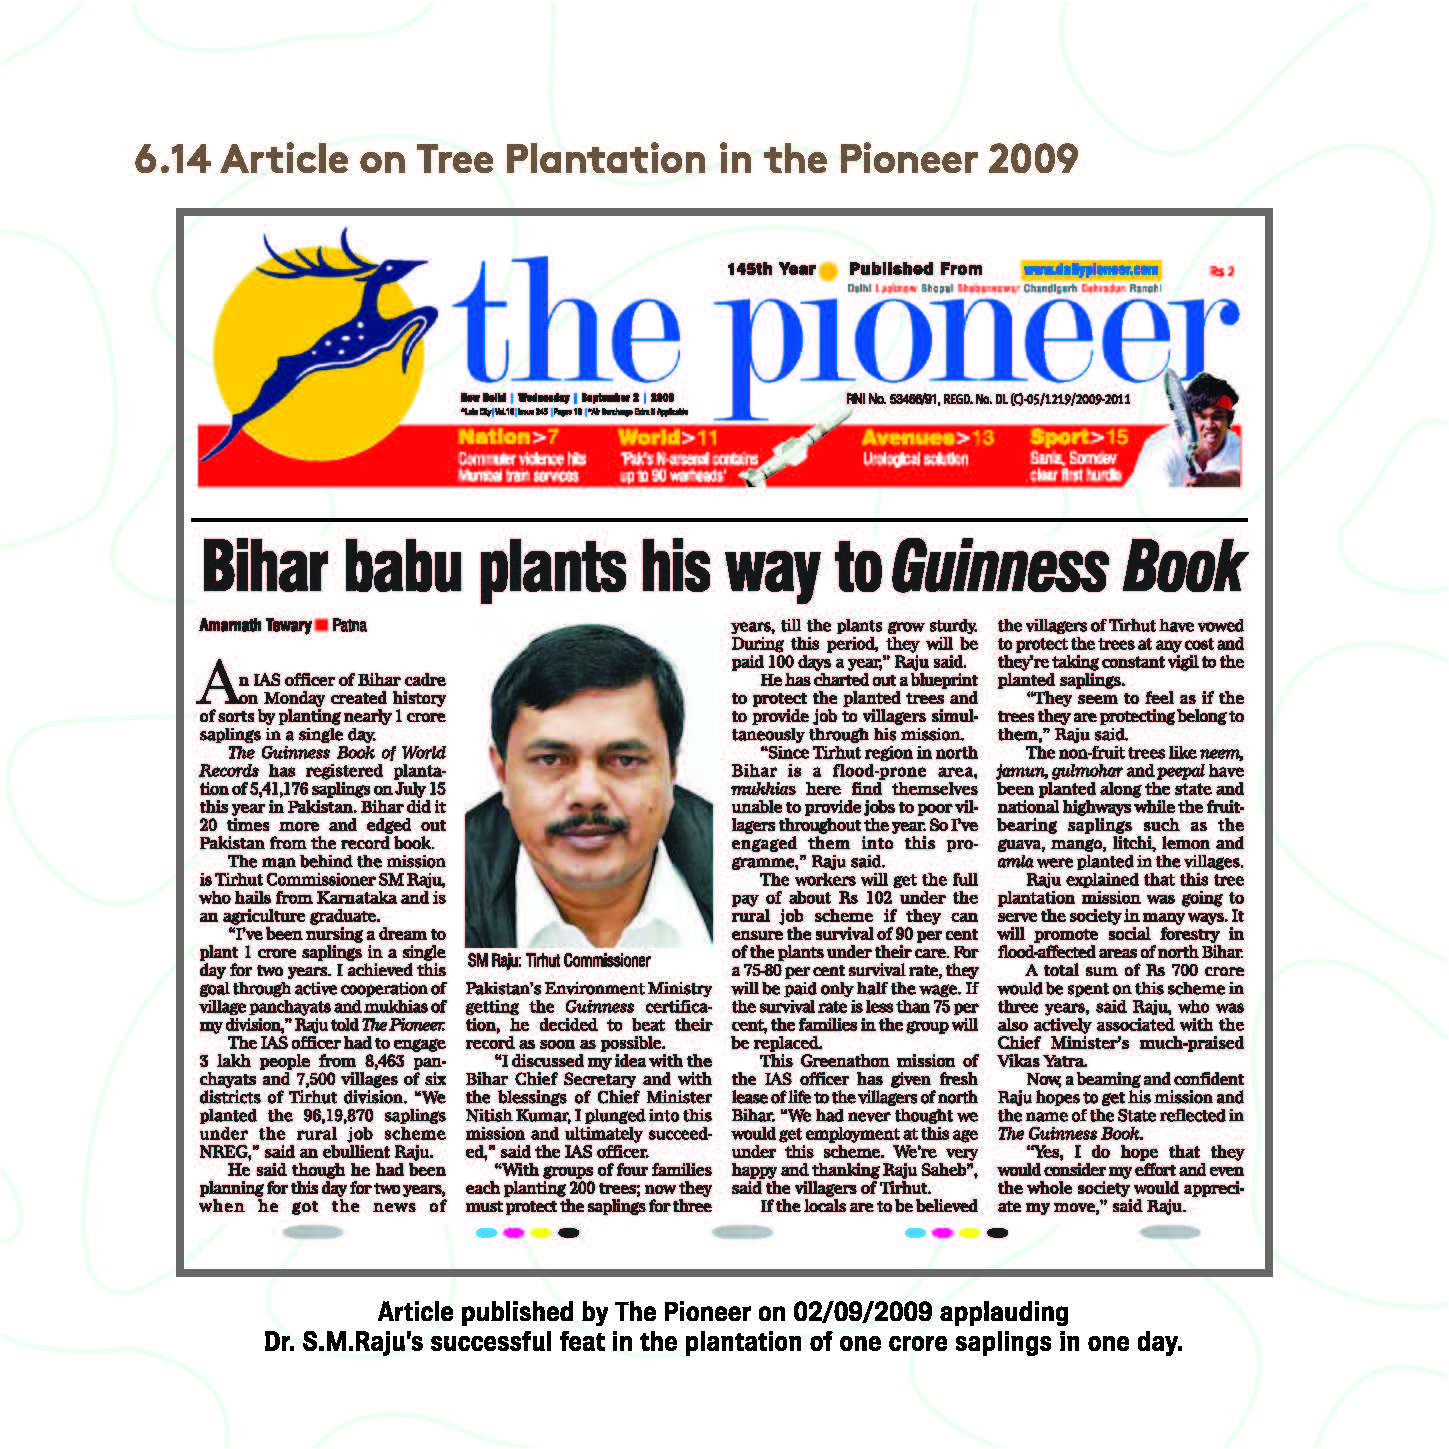 6.14 Article on Tree Plantation in the Pioneer 2009
145th Year Published From www.dailypioneer.com Rs 2
Delhi Lucknow Bhopal Bhubaneswar Chandigarh Dehradun Ranchi
the pioneer
New Delhi | Wednesday | September 2 | 2009
*Late City | Vol.18 | Issue 243 | Pages 16 | *Air Surcharge Extra if Applicable
RNI No. 53468/91, REGD. No. DL (C)-05/1219/2009-2011
Nation>7
Commuter violence hits
Mumbai train services
World>11
'Pak's N-arsenal contains
up to 90 warheads'
Avenues>13
Urological solution
Sport>15
Sania, Somdev
clear first hurdle
Bihar babu plants his way to Guinness Book
Amarnath Tewary ■ Patna
An IAS officer of Bihar cadre
on Monday created history
of sorts by planting nearly 1 crore
saplings in a single day.
The Guinness Book of World
Records has registered planta-
tion of 5,41,176 saplings on July 15
this year in Pakistan. Bihar did it
20 times more and edged out
Pakistan from the record book.
The man behind the mission
is Tirhut Commissioner SM Raju,
who hails from Karnataka and is
an agriculture graduate.
"I've been nursing a dream to
plant 1 crore saplings in a single
day for two years. I achieved this
goal through active cooperation of
village panchayats and mukhias of
my division," Raju told The Pioneer.
The IAS officer had to engage
3 lakh people from 8,463 pan-
chayats and 7,500 villages of six
districts of Tirhut division. "We
planted the 96,19,870 saplings
under the rural job scheme
NREG," said an ebullient Raju.
He said though he had been
planning for this day for two years,
when he got the news of
SM Raju: Tirhut Commissioner
Pakistan's Environment Ministry
getting the Guinness certifica-
tion, he decided to beat their
record as soon as possible.
"I discussed my idea with the
Bihar Chief Secretary and with
the blessings of Chief Minister
Nitish Kumar, I plunged into this
mission and ultimately succeed-
ed," said the IAS officer.
"With groups of four families
each planting 200 trees; now they
must protect the saplings for three
years, till the plants grow sturdy.
During this period, they will be
paid 100 days a year," Raju said.
He has charted out a blueprint
to protect the planted trees and
to provide job to villagers simul-
taneously through his mission.
"Since Tirhut region in north
Bihar is a flood-prone area,
mukhias here find themselves
unable to provide jobs to poor vil-
lagers throughout the year. So I've
engaged them into this pro-
gramme," Raju said.
The workers will get the full
pay of about Rs 102 under the
rural job scheme if they can
ensure the survival of 90 per cent
of the plants under their care. For
a 75-80 per cent survival rate, they
will be paid only half the wage. If
the survival rate is less than 75 per
cent, the families in the group will
be replaced.
This Greenathon mission of
the IAS officer has given fresh
lease of life to the villagers of north
Bihar. "We had never thought we
would get employment at this age
under this scheme. We're very
happy and thanking Raju Saheb",
said the villagers of Tirhut.
If the locals are to be believed
the villagers of Tirhut have vowed
to protect the trees at any cost and
they're taking constant vigil to the
planted saplings.
"They seem to feel as if the
trees they are protecting belong to
them," Raju said.
The non-fruit trees like neem,
jamun, gulmohar and peepal have
been planted along the state and
national highways while the fruit-
bearing saplings such as the
guava, mango, litchi, lemon and
amla were planted in the villages.
Raju explained that this tree
plantation mission was going to
serve the society in many ways. It
will promote social forestry in
flood-affected areas of north Bihar.
A total sum of Rs 700 crore
would be spent on this scheme in
three years, said Raju, who was
also actively associated with the
Chief Minister's much-praised
Vikas Yatra.
Now, a beaming and confident
Raju hopes to get his mission and
the name of the State reflected in
The Guinness Book.
"Yes, I do hope that they
would consider my effort and even
the whole society would appreci-
ate my move," said Raju.
Article published by The Pioneer on 02/09/2009 applauding
Dr. S.M.Raju's successful feat in the plantation of one crore saplings in one day.